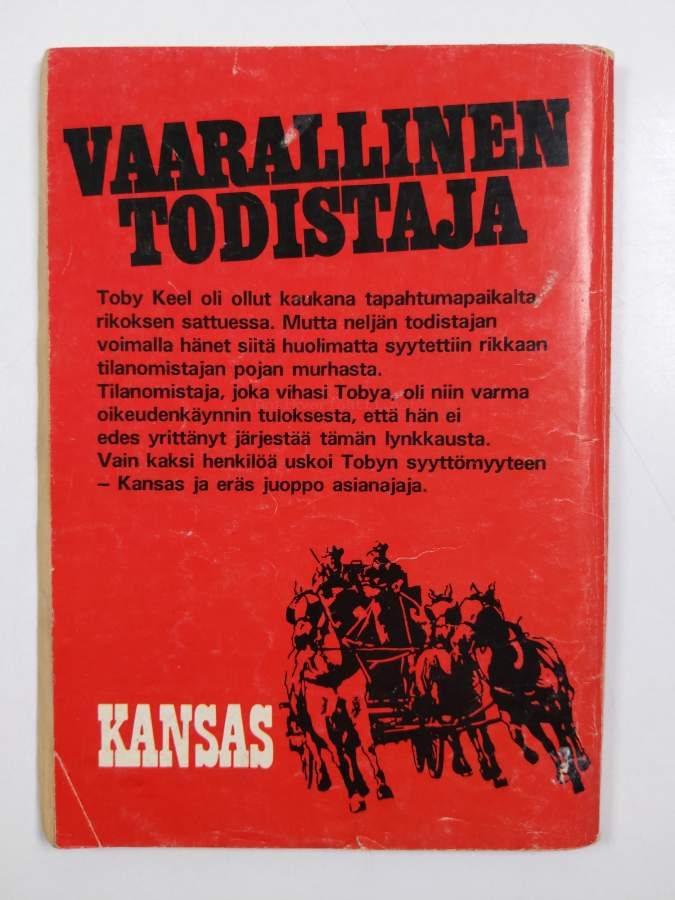 VAARALLINEN
TODISTAJA
Toby Keel oli ollut kaukana tapahtumapaikalta
rikoksen sattuessa. Mutta neljän todistajan
voimalla hänet siitä huolimatta syytettiin rikkaan
tilanomistajan pojan murhasta.
Tilanomistaja, joka vihasi Tobya, oli niin varma
oikeudenkäynnin tuloksesta, että hän ei
edes yrittänyt järjestää tämän lynkkausta.
Vain kaksi henkilöä uskoi Tobyn syyttömyyteen
– Kansas ja eräs juoppo asianajaja.
KANSAS